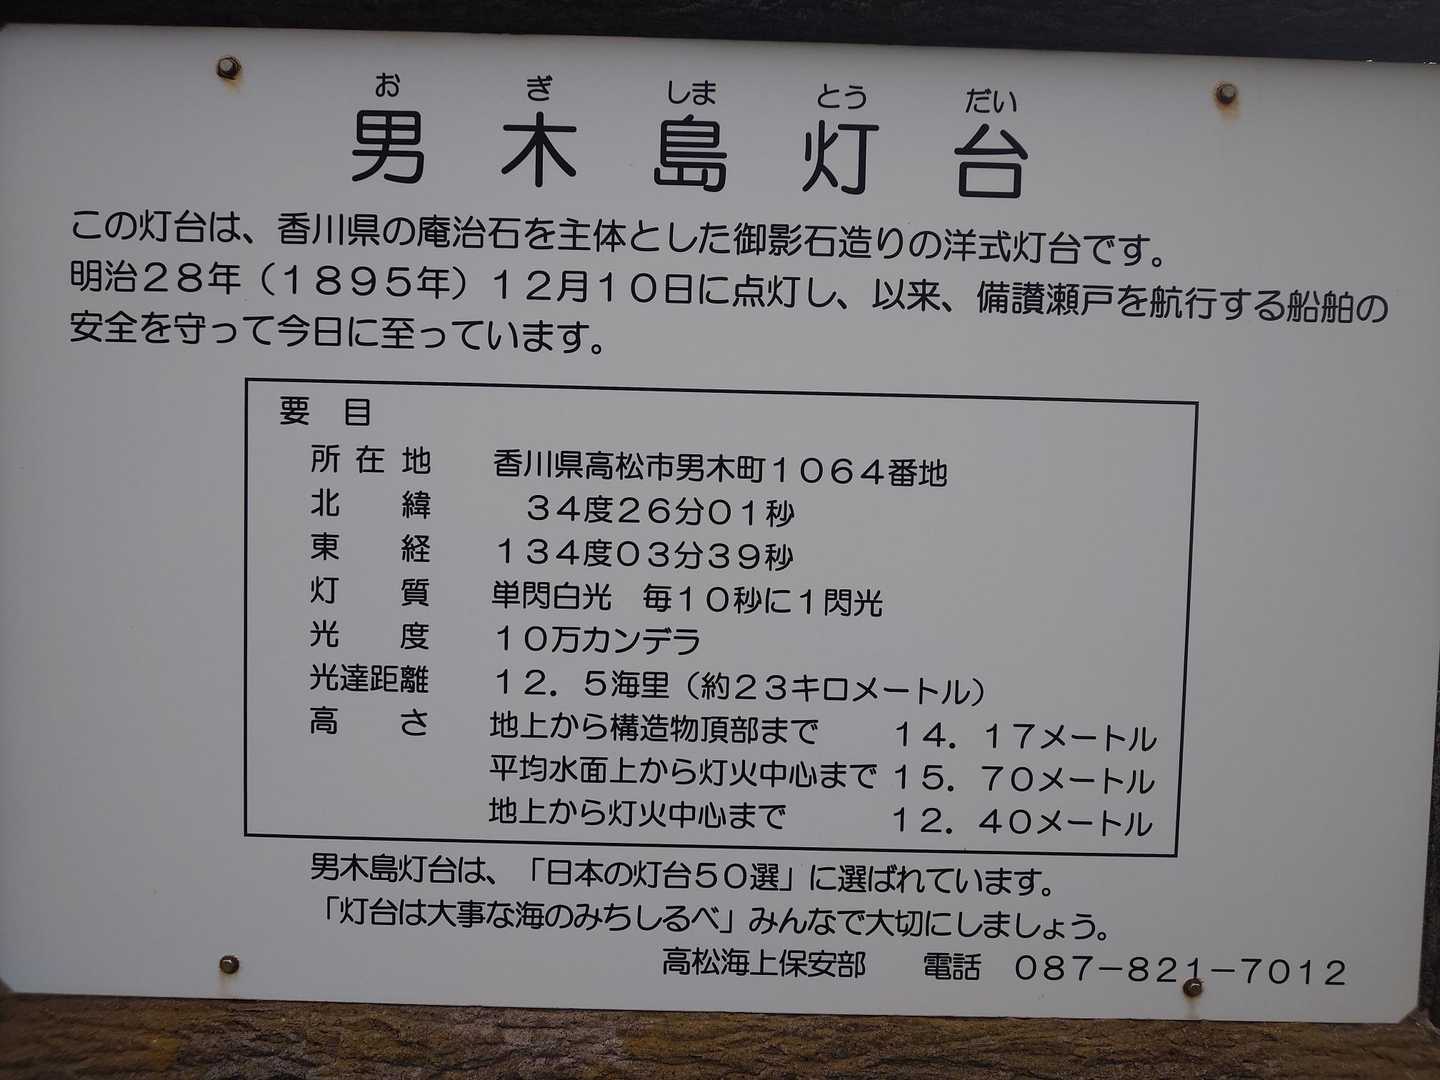 お ぎ しま とう だい
男木島灯台
この灯台は、香川県の庵治石を主体とした御影石造りの洋式灯台です。
明治２８年（１８９５年）１２月１０日に点灯し、以来、備讃瀬戸を航行する船舶の
安全を守って今日に至っています。
要 目
所在地 香川県高松市男木町１０６４番地
北 緯 ３４度２６分０１秒
東 経 １３４度０３分３９秒
灯 質 単閃白光 毎１０秒に１閃光
光 度 １０万カンデラ
光達距離 １２．５海里（約２３キロメートル）
高 さ 地上から構造物頂部まで １４．１７メートル
平均水面上から灯火中心まで １５．７０メートル
地上から灯火中心まで １２．４０メートル
男木島灯台は、「日本の灯台５０選」に選ばれています。
「灯台は大事な海のみちしるべ」みんなで大切にしましょう。
高松海上保安部 電話 ０８７－８２１－７０１２